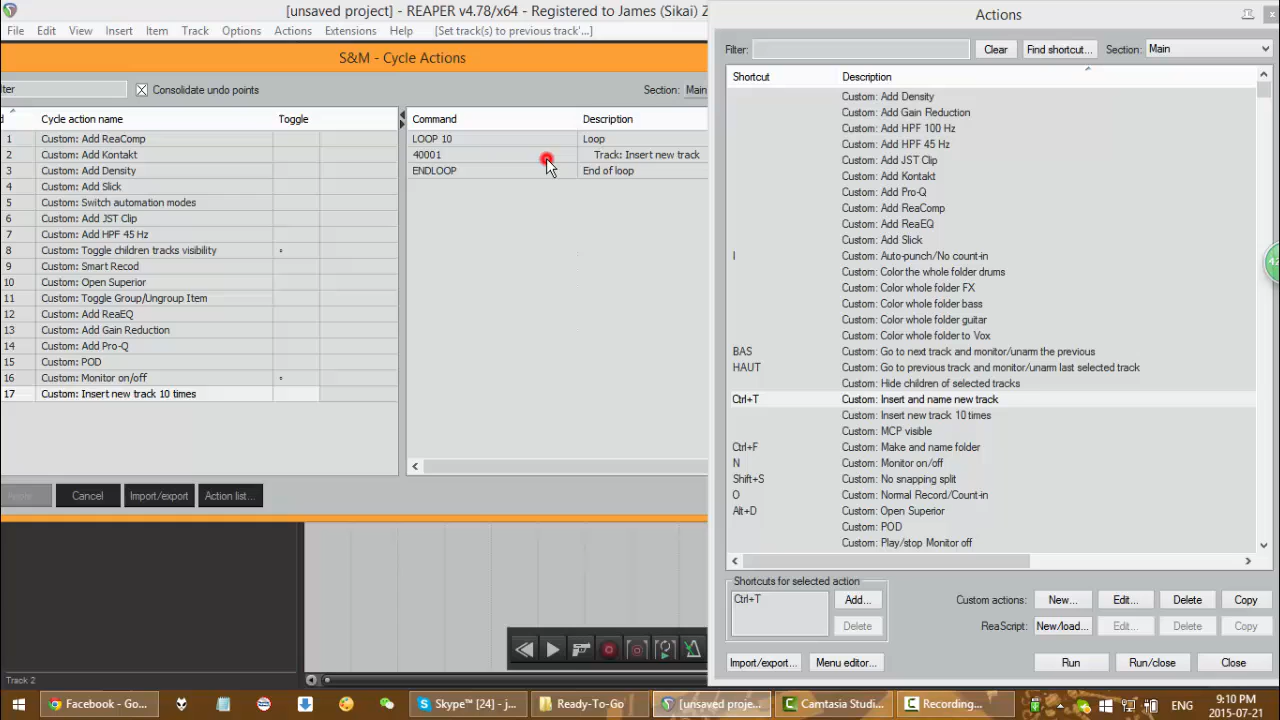 [unsaved project] - REAPER v4.78/x64 - Registered to James (Sikai) Z
File Edit View Insert Item Track Options Actions Extensions Help [Set track(s) to previous track'...]
S&M - Cycle Actions
Consolidate undo points
Section: Main
Cycle action name Toggle
1 Custom: Add ReaComp
2 Custom: Add Kontakt
3 Custom: Add Density
4 Custom: Add Slick
5 Custom: Switch automation modes
6 Custom: Add JST Clip
7 Custom: Add HPF 45 Hz
8 Custom: Toggle children tracks visibility
9 Custom: Smart Recod
10 Custom: Open Superior
11 Custom: Toggle Group/Ungroup Item
12 Custom: Add ReaEQ
13 Custom: Add Gain Reduction
14 Custom: Add Pro-Q
15 Custom: POD
16 Custom: Monitor on/off
17 Custom: Insert new track 10 times
Command Description
LOOP 10 Loop
40001 Track: Insert new track
ENDLOOP End of loop
Cancel Import/export Action list...
Track 2
Actions
Filter: Clear Find shortcut... Section: Main
Shortcut Description
Custom: Add Density
Custom: Add Gain Reduction
Custom: Add HPF 100 Hz
Custom: Add HPF 45 Hz
Custom: Add JST Clip
Custom: Add Kontakt
Custom: Add Pro-Q
Custom: Add ReaComp
Custom: Add ReaEQ
Custom: Add Slick
I Custom: Auto-punch/No count-in
Custom: Color the whole folder drums
Custom: Color whole folder FX
Custom: Color whole folder bass
Custom: Color whole folder guitar
Custom: Color whole folder to Vox
BAS Custom: Go to next track and monitor/unarm the previous
HAUT Custom: Go to previous track and monitor/unarm last selected track
Custom: Hide children of selected tracks
Ctrl+T Custom: Insert and name new track
Custom: Insert new track 10 times
Custom: MCP visible
Ctrl+F Custom: Make and name folder
N Custom: Monitor on/off
Shift+S Custom: No snapping split
O Custom: Normal Record/Count-in
Alt+D Custom: Open Superior
Custom: POD
Custom: Play/stop Monitor off
Shortcuts for selected action
Ctrl+T
Add...
Delete
Custom actions: New... Edit... Delete Copy
ReaScript: New/load... Edit... Delete Copy
Import/export... Menu editor... Run Run/close Close
Facebook - Go...
Skype™ [24] - j...
Ready-To-Go
[unsaved proje...
Camtasia Studi...
Recording...
9:10 PM
2015-07-21